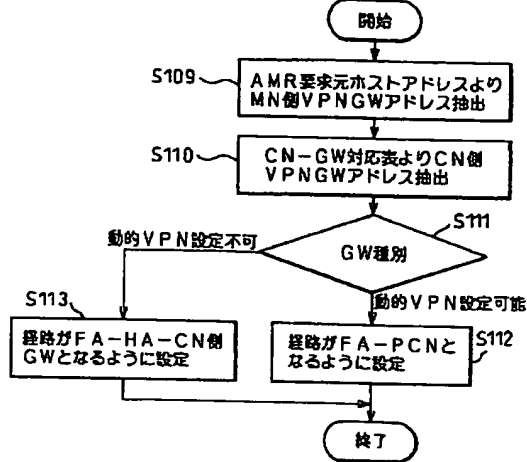 開始
S109
AMR要求元ホストアドレスより
MN側VPNGWアドレス抽出
S110
CN-GW対応表よりCN側
VPNGWアドレス抽出
S111
GW種別
動的VPN設定不可
動的VPN設定可能
S113
経路がFA-HA-CN側
GWとなるように設定
S112
経路がFA-PCNと
なるように設定
終了